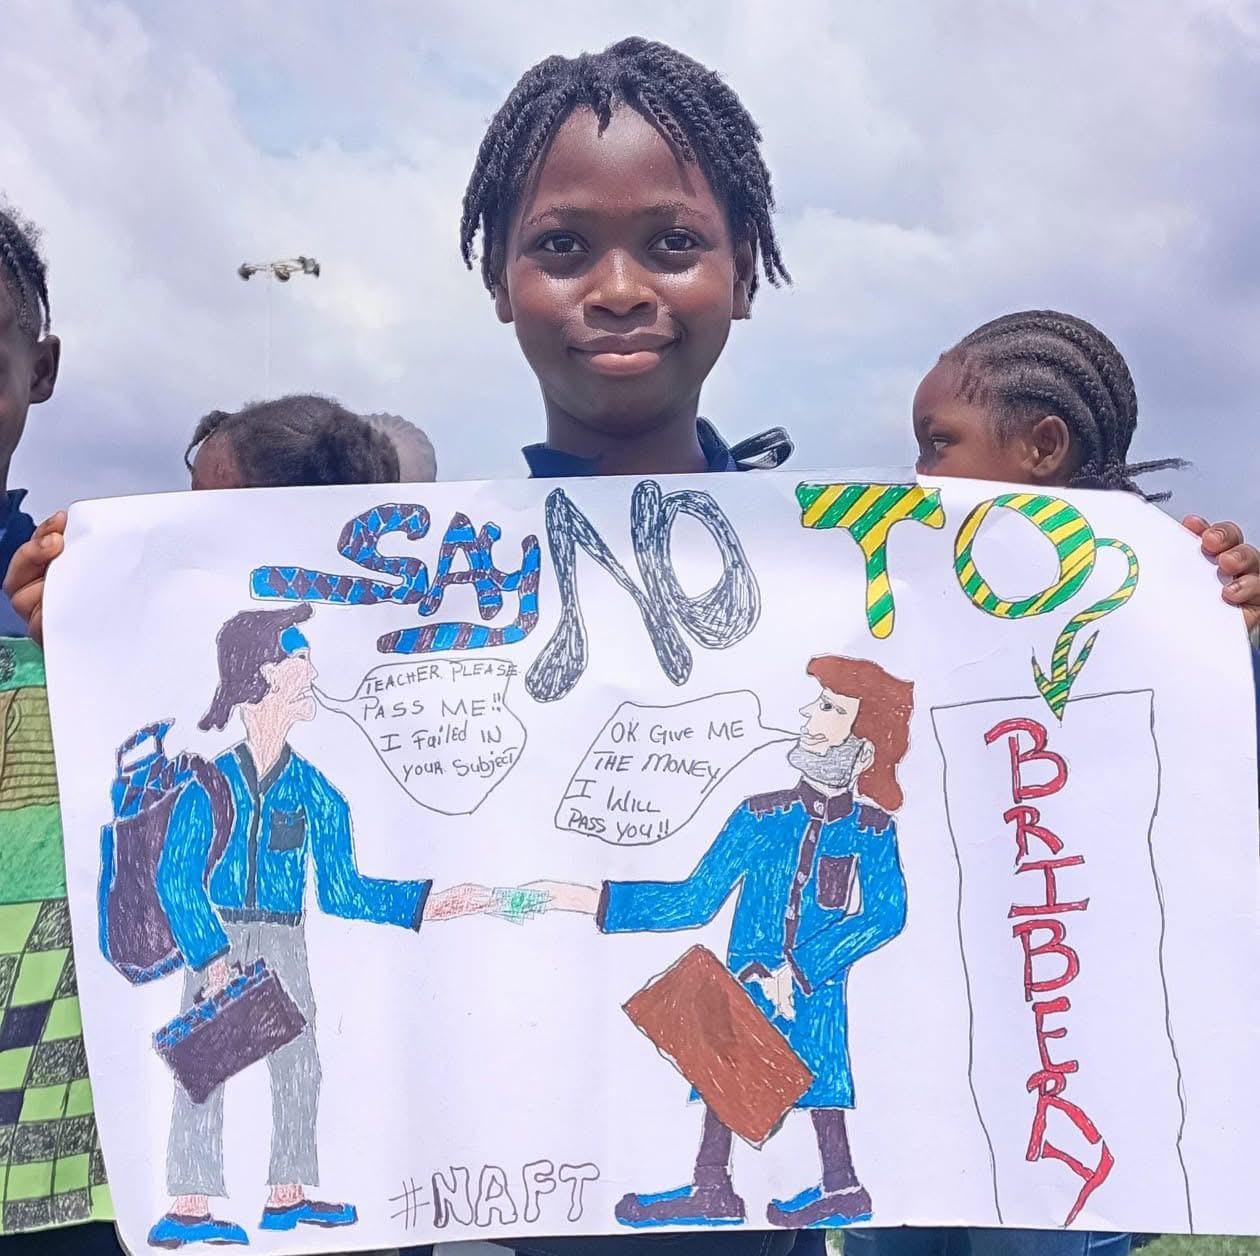 SAY NO TO
BRIBERY
TEACHER PLEASE
PASS ME!!
I Failed IN
YOUR Subject
OK Give ME
THE MONEY
I WILL
PASS YOU!!
#NAFT